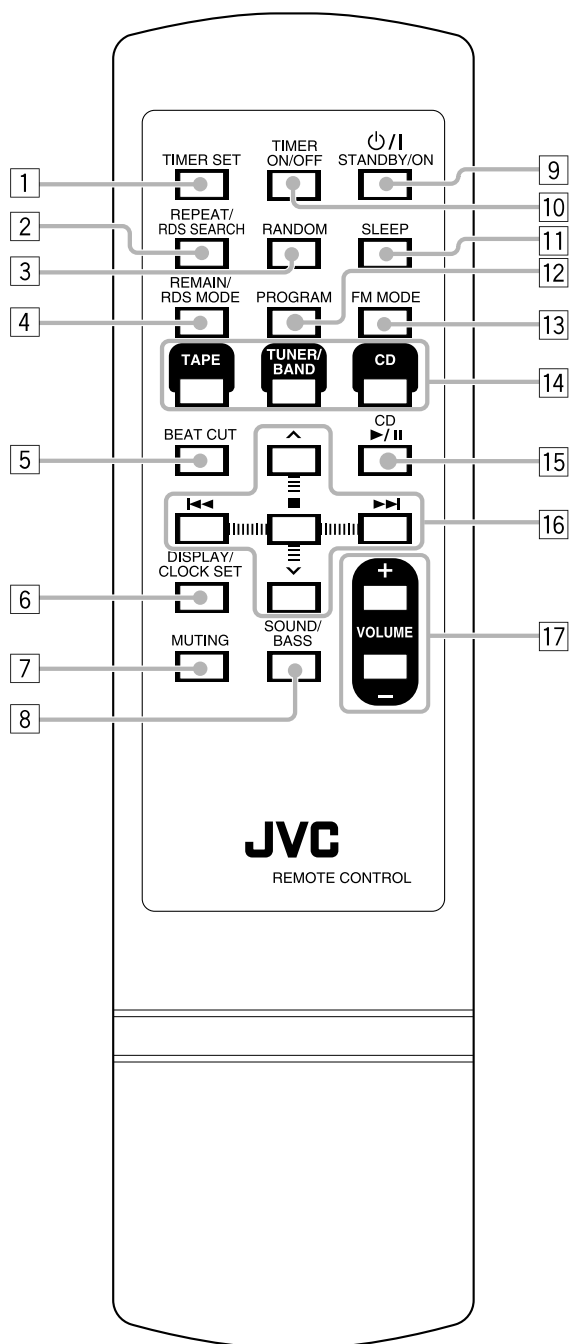 TIMER SET
TIMER
ON/OFF
⏻/I
STANDBY/ON
1
9
10
REPEAT/
RDS SEARCH
RANDOM
SLEEP
2
3
11
12
REMAIN/
RDS MODE
PROGRAM
FM MODE
4
13
TAPE
TUNER/
BAND
CD
14
BEAT CUT
CD
5
15
16
DISPLAY/
CLOCK SET
6
+
VOLUME
–
17
MUTING
SOUND/
BASS
7
8
JVC
REMOTE CONTROL